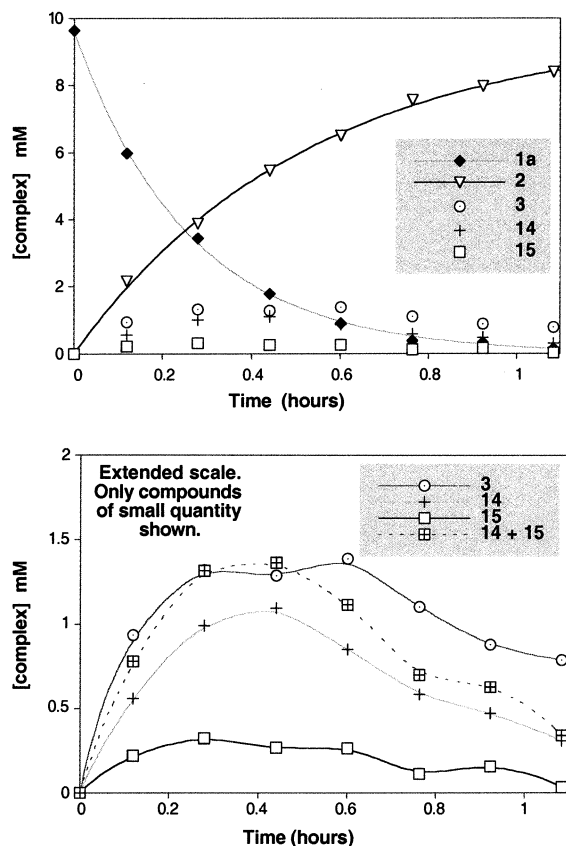 10
8
6
4
2
0
[complex] mM
1a
2
3
14
15
0 0.2 0.4 0.6 0.8 1
Time (hours)
2
1.5
1
0.5
0
[complex] mM
Extended scale.
Only compounds
of small quantity
shown.
3
14
15
14 + 15
0 0.2 0.4 0.6 0.8 1
Time (hours)